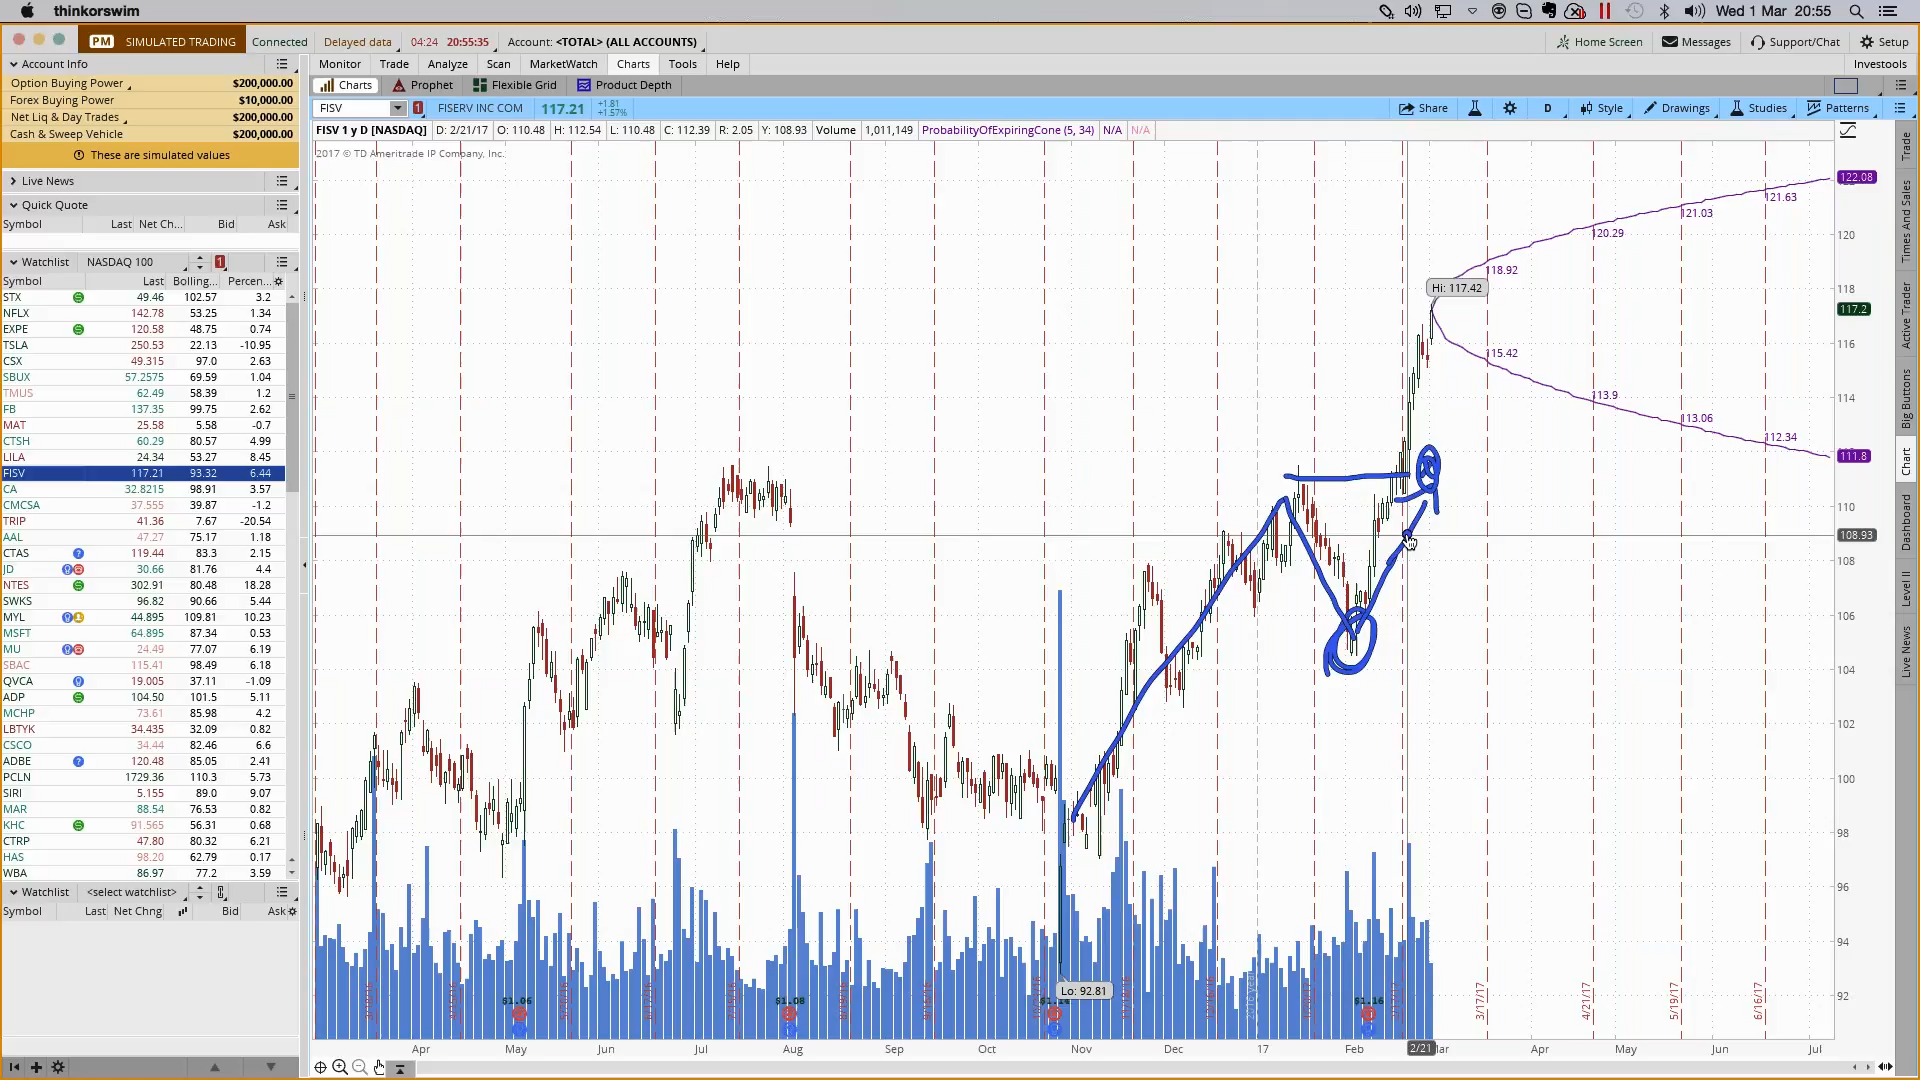 thinkorswim
Wed 1 Mar 20:55
PM SIMULATED TRADING Connected Delayed data 04:24 20:55:35 Account: <TOTAL> (ALL ACCOUNTS)
Home Screen Messages Support/Chat Setup
Account Info
Option Buying Power $200,000.00
Forex Buying Power $10,000.00
Net Liq & Day Trades $200,000.00
Cash & Sweep Vehicle $200,000.00
These are simulated values
Live News
Quick Quote
Symbol Last Net Ch... Bid Ask
Watchlist NASDAQ 100 1
Symbol Last Bolling... Percen...
STX 49.46 102.57 3.2
NFLX 142.78 53.25 1.34
EXPE 120.58 48.75 0.74
TSLA 250.53 22.13 -10.95
CSX 49.315 97.0 2.63
SBUX 57.2575 69.59 1.04
TMUS 62.49 58.39 1.2
FB 137.35 99.75 2.62
MAT 25.58 5.58 -0.7
CTSH 60.29 80.57 4.99
LILA 24.34 53.27 8.45
FISV 117.21 93.32 6.44
CA 32.8215 98.91 3.57
CMCSA 37.555 39.87 -1.2
TRIP 41.36 7.67 -20.54
AAL 47.27 75.17 1.18
CTAS 119.44 83.3 2.15
JD 30.66 81.76 4.4
NTES 302.91 80.48 18.28
SWKS 96.82 90.66 5.44
MYL 44.895 109.81 10.23
MSFT 64.895 87.34 0.53
MU 24.49 77.07 6.19
SBAC 115.41 98.49 6.18
QVCA 19.005 37.11 -1.09
ADP 104.50 101.5 5.11
MCHP 73.61 85.98 4.2
LBTYK 34.435 32.09 0.82
CSCO 34.44 82.46 6.6
ADBE 120.48 85.05 2.41
PCLN 1729.36 110.3 5.73
SIRI 5.155 89.0 9.07
MAR 88.54 76.53 0.82
KHC 91.565 56.31 0.68
CTRP 47.80 80.32 6.21
HAS 98.20 62.79 0.17
WBA 86.97 77.2 3.59
Watchlist <select watchlist>
Symbol Last Net Chng Bid Ask
Monitor Trade Analyze Scan MarketWatch Charts Tools Help
Investools
Charts Prophet Flexible Grid Product Depth
FISV 1 FISERV INC COM 117.21 +1.81
+1.57%
Share D Style Drawings Studies Patterns
FISV 1 y D [NASDAQ] D: 2/21/17 O: 110.48 H: 112.54 L: 110.48 C: 112.39 R: 2.05 Y: 108.93 Volume 1,011,149 ProbabilityOfExpiringCone (5, 34) N/A N/A
2017 © TD Ameritrade IP Company, Inc.
122.08
121.63
121.03
120.29
118.92
Hi: 117.42
115.42
113.9
113.06
112.34
120
118
117.2
116
114
111.8
110
108.93
108
106
104
102
100
98
96
94
92
Lo: 92.81
$1.06
$1.08
$1.16
3/17/17
4/21/17
5/19/17
6/16/17
Apr May Jun Jul Aug Sep Oct Nov Dec 17 Feb 2/21 Mar Apr May Jun Jul
Trade
Times And Sales
Active Trader
Big Buttons
Chart
Dashboard
Level II
Live News